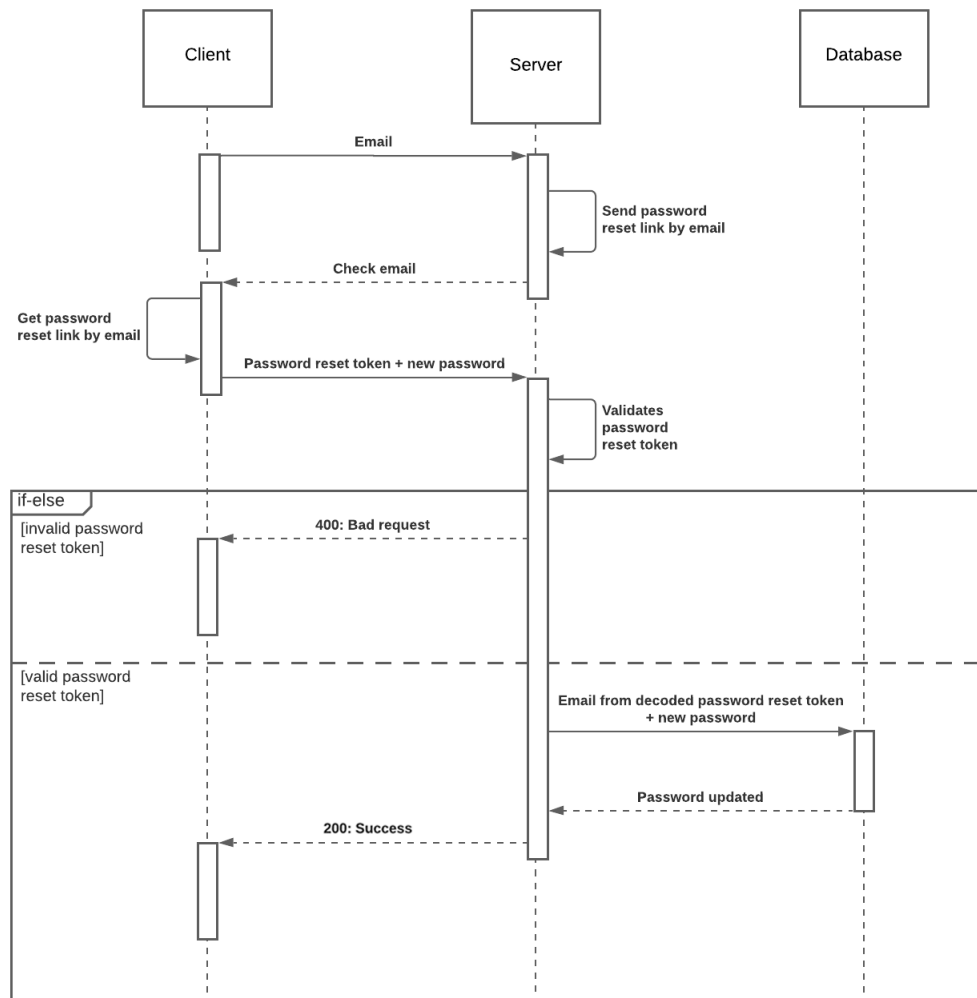 Client
Server
Database
Email
Send password
reset link by email
Check email
Get password
reset link by email
Password reset token + new password
Validates
password
reset token
if-else
[invalid password
reset token]
400: Bad request
[valid password
reset token]
Email from decoded password reset token
+ new password
Password updated
200: Success